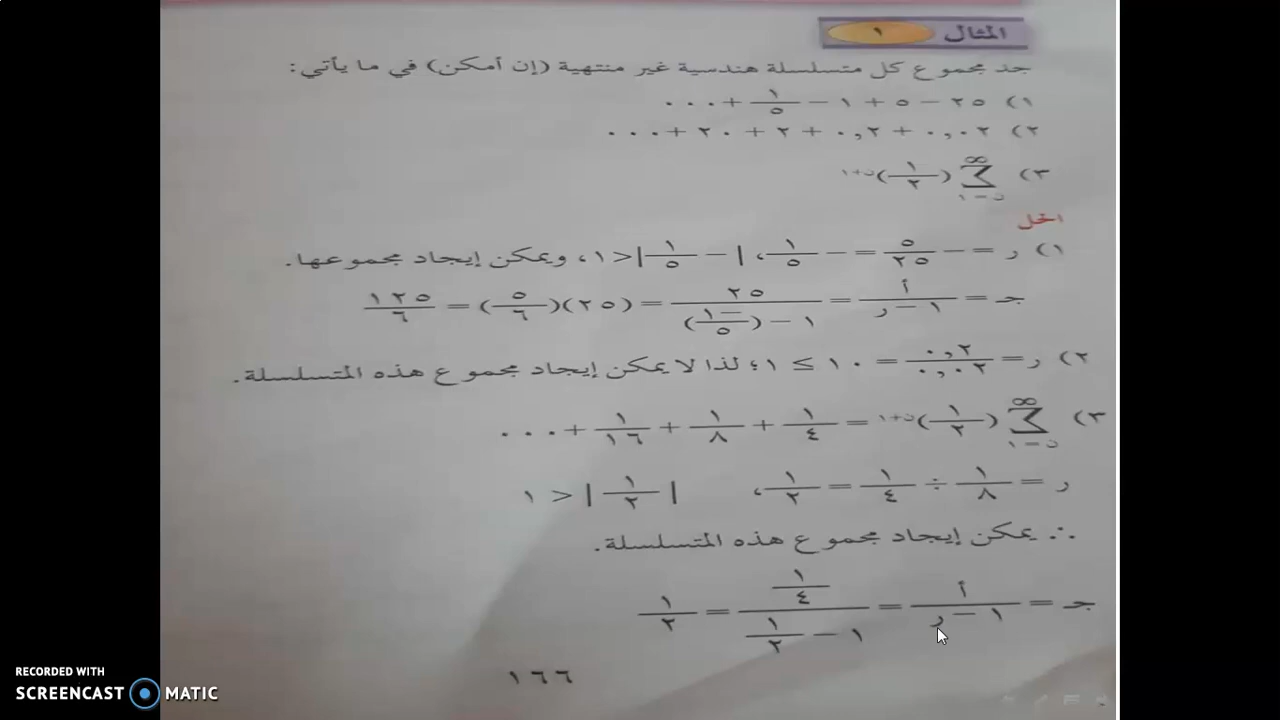 المثال ١
جد مجموع كل متسلسلة هندسية غير منتهية (إن أمكن) في ما يأتي:
١) ٢٥ − ٥ + ١ − ١/٥ + ...
٢) ٠,٠٢ + ٠,٢ + ٢ + ٢٠ + ...
٣) ∑^∞_{ن=١} (١/٢)^{ن+١}
الحل
١) ر = −٥/٢٥ = −١/٥، |−١/٥| < ١، ويمكن إيجاد مجموعها.
جـ = أ/(١ − ر) = ٢٥/(١ − (−١/٥)) = (٢٥)(٥/٦) = ١٢٥/٦
٢) ر = ٠,٢/٠,٠٢ = ١٠ ≥ ١؛ لذا لا يمكن إيجاد مجموع هذه المتسلسلة.
٣) ∑^∞_{ن=١} (١/٢)^{ن+١} = ١/٤ + ١/٨ + ١/١٦ + ...
ر = ١/٨ ÷ ١/٤ = ١/٢، |١/٢| < ١
∴ يمكن إيجاد مجموع هذه المتسلسلة.
جـ = أ/(١ − ر) = (١/٤)/(١ − ١/٢) = ١/٢
١٦٦
RECORDED WITH
SCREENCAST MATIC